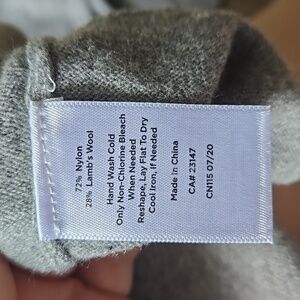 72% Nylon
28% Lamb's Wool
Hand Wash Cold
Only Non-Chlorine Bleach
When Needed
Reshape, Lay Flat To Dry
Cool Iron, If Needed
Made in China
CA# 23147
CN115 07/20